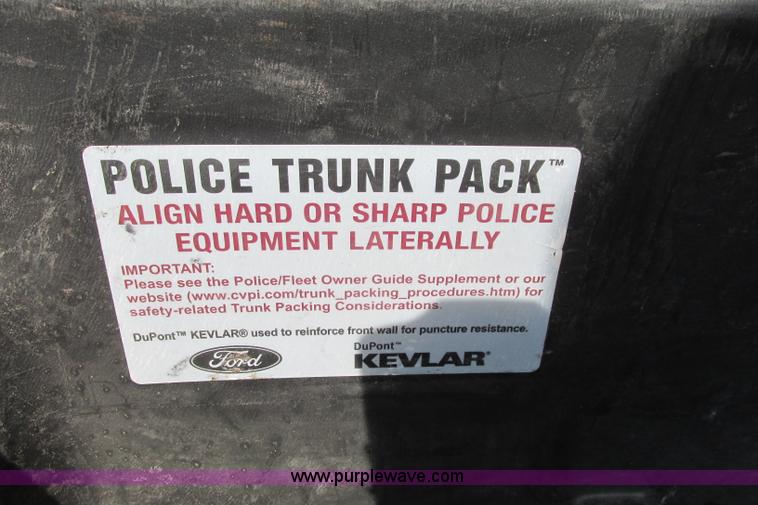 POLICE TRUNK PACK™
ALIGN HARD OR SHARP POLICE
EQUIPMENT LATERALLY
IMPORTANT:
Please see the Police/Fleet Owner Guide Supplement or our
website (www.cvpi.com/trunk_packing_procedures.htm) for
safety-related Trunk Packing Considerations.
DuPont™ KEVLAR® used to reinforce front wall for puncture resistance.
Ford
DuPont™
KEVLAR®
www.purplewave.com